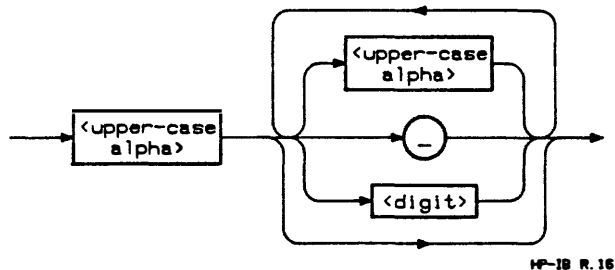 <upper-case
alpha>
<upper-case
alpha>
_
<digit>
HP-IB R.16